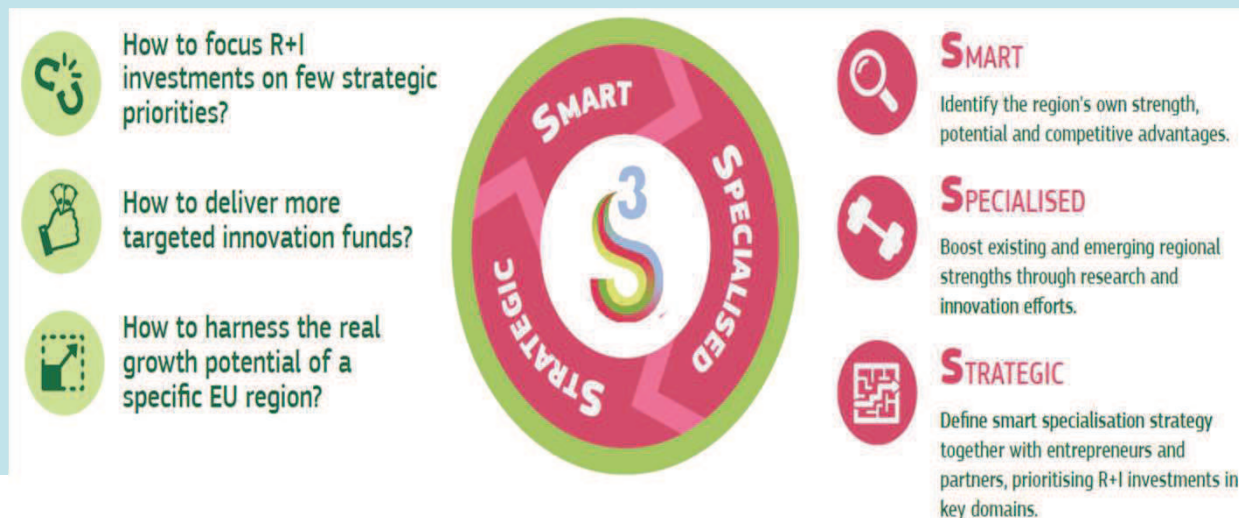 How to focus R+I
investments on few strategic
priorities?
How to deliver more
targeted innovation funds?
How to harness the real
growth potential of a
specific EU region?
SMART
SPECIALISED
STRATEGIC
S3
SMART
Identify the region's own strength,
potential and competitive advantages.
SPECIALISED
Boost existing and emerging regional
strengths through research and
innovation efforts.
STRATEGIC
Define smart specialisation strategy
together with entrepreneurs and
partners, prioritising R+I investments in
key domains.